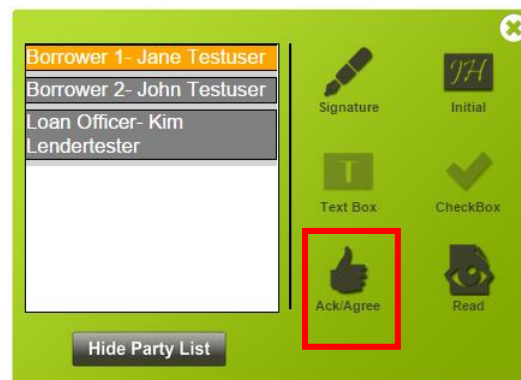 Borrower 1- Jane Testuser
Borrower 2- John Testuser
Loan Officer- Kim
Lendertester
Hide Party List
Signature
JH
Initial
T
Text Box
CheckBox
Ack/Agree
Read